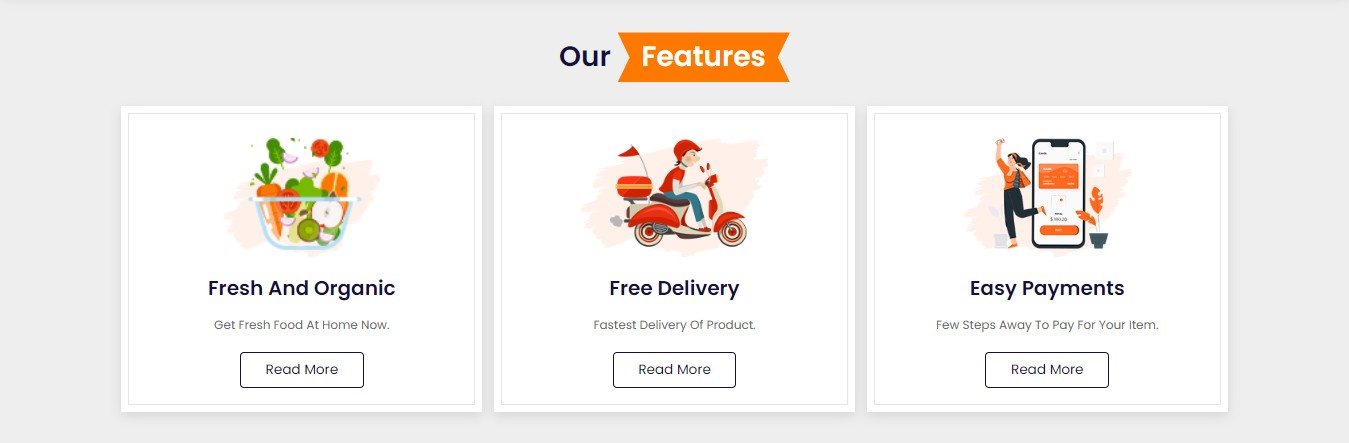 Our Features
Fresh And Organic
Get Fresh Food At Home Now.
Read More
Free Delivery
Fastest Delivery Of Product.
Read More
Easy Payments
Few Steps Away To Pay For Your Item.
Read More